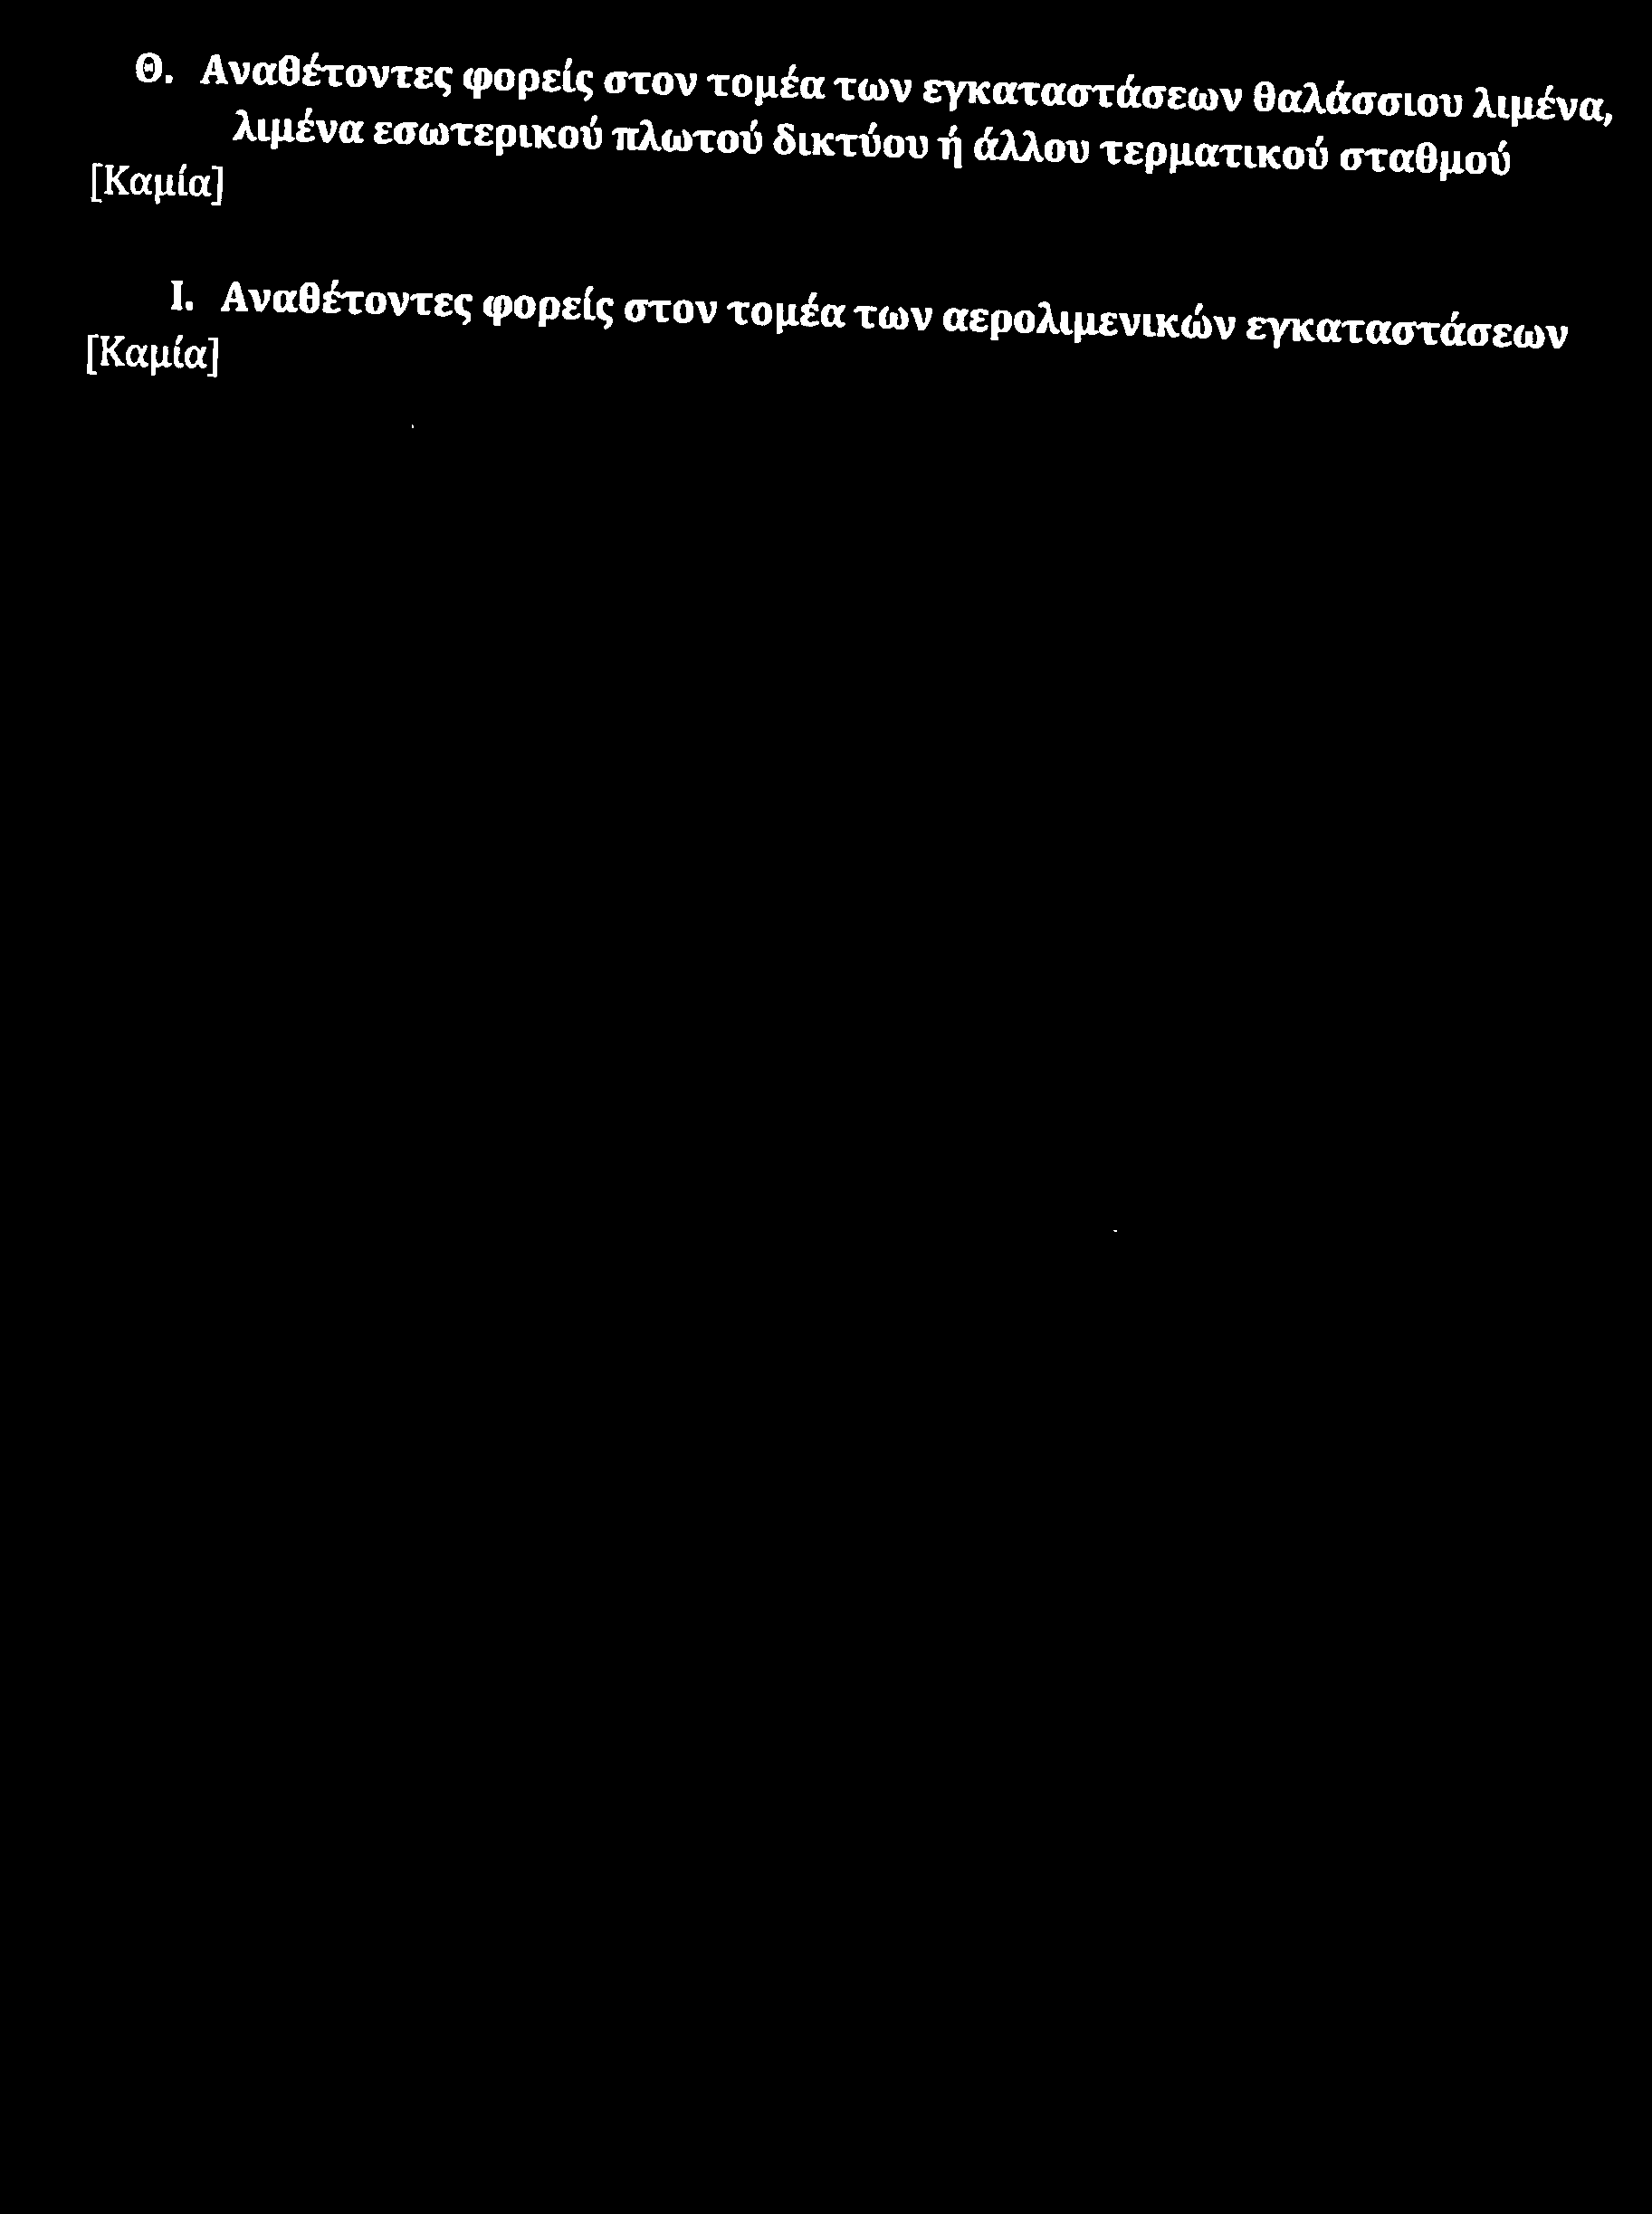 Θ. Αναθέτοντες φορείς στον τομέα των εγκαταστάσεων θαλάσσιου λιμένα,
λιμένα εσωτερικού πλωτού δικτύου ή άλλου τερματικού σταθμού
[Καμία]
Ι. Αναθέτοντες φορείς στον τομέα των αερολιμενικών εγκαταστάσεων
[Καμία]